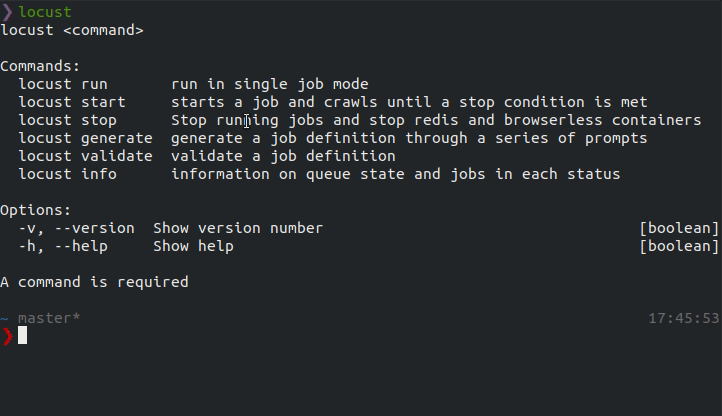 ❯ locust
locust <command>

Commands:
  locust run       run in single job mode
  locust start     starts a job and crawls until a stop condition is met
  locust stop      Stop running jobs and stop redis and browserless containers
  locust generate  generate a job definition through a series of prompts
  locust validate  validate a job definition
  locust info      information on queue state and jobs in each status

Options:
  -v, --version  Show version number                                   [boolean]
  -h, --help     Show help                                             [boolean]

A command is required

~ master*                                                               17:45:53
❯